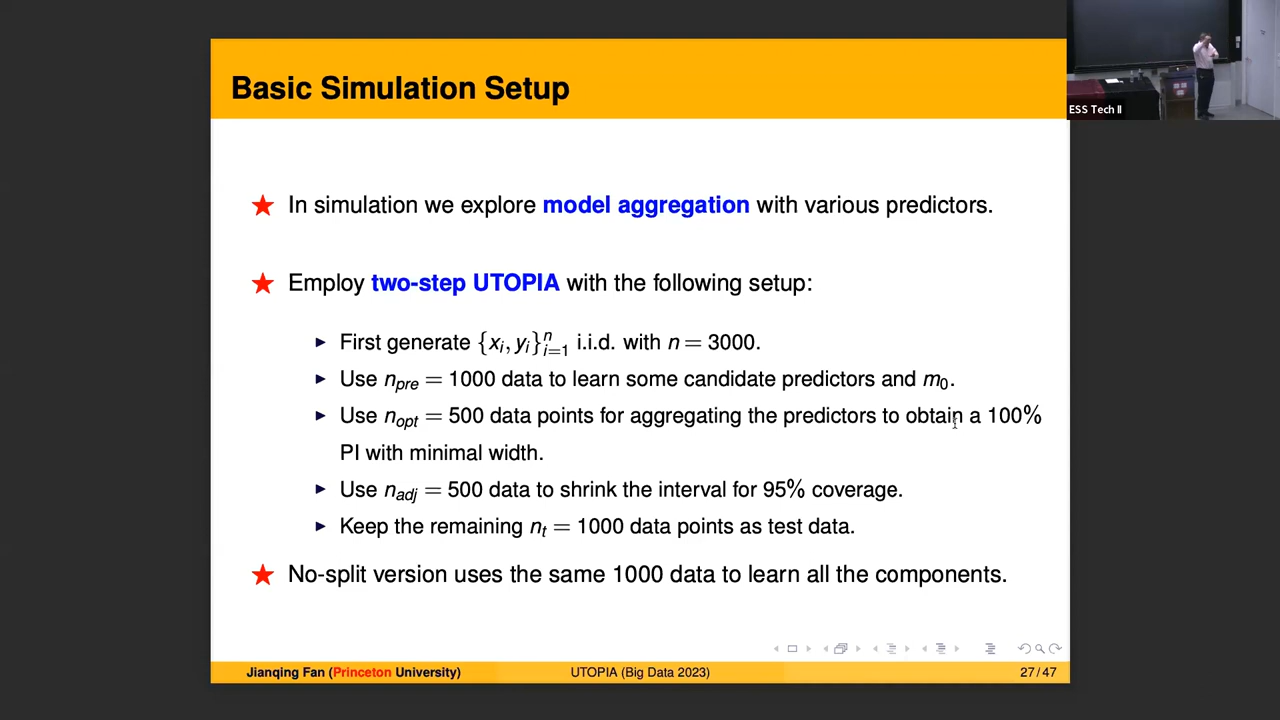 Basic Simulation Setup
ESS Tech II
★ In simulation we explore model aggregation with various predictors.
★ Employ two-step UTOPIA with the following setup:
▶ First generate {xᵢ, yᵢ}ⁿᵢ₌₁ i.i.d. with n = 3000.
▶ Use n_pre = 1000 data to learn some candidate predictors and m₀.
▶ Use n_opt = 500 data points for aggregating the predictors to obtain a 100%
PI with minimal width.
▶ Use n_adj = 500 data to shrink the interval for 95% coverage.
▶ Keep the remaining n_t = 1000 data points as test data.
★ No-split version uses the same 1000 data to learn all the components.
Jianqing Fan (Princeton University)
UTOPIA (Big Data 2023)
27 / 47